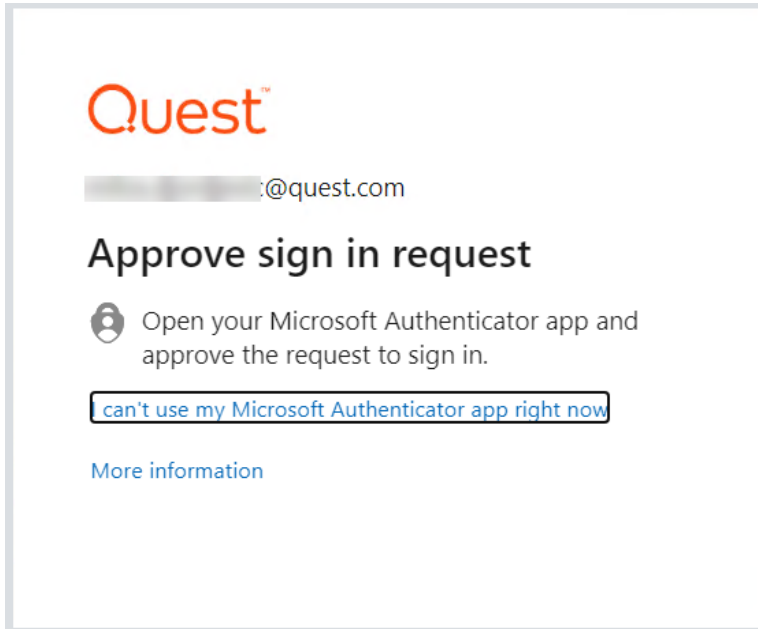 Quest™
@quest.com
Approve sign in request
Open your Microsoft Authenticator app and
approve the request to sign in.
I can't use my Microsoft Authenticator app right now
More information